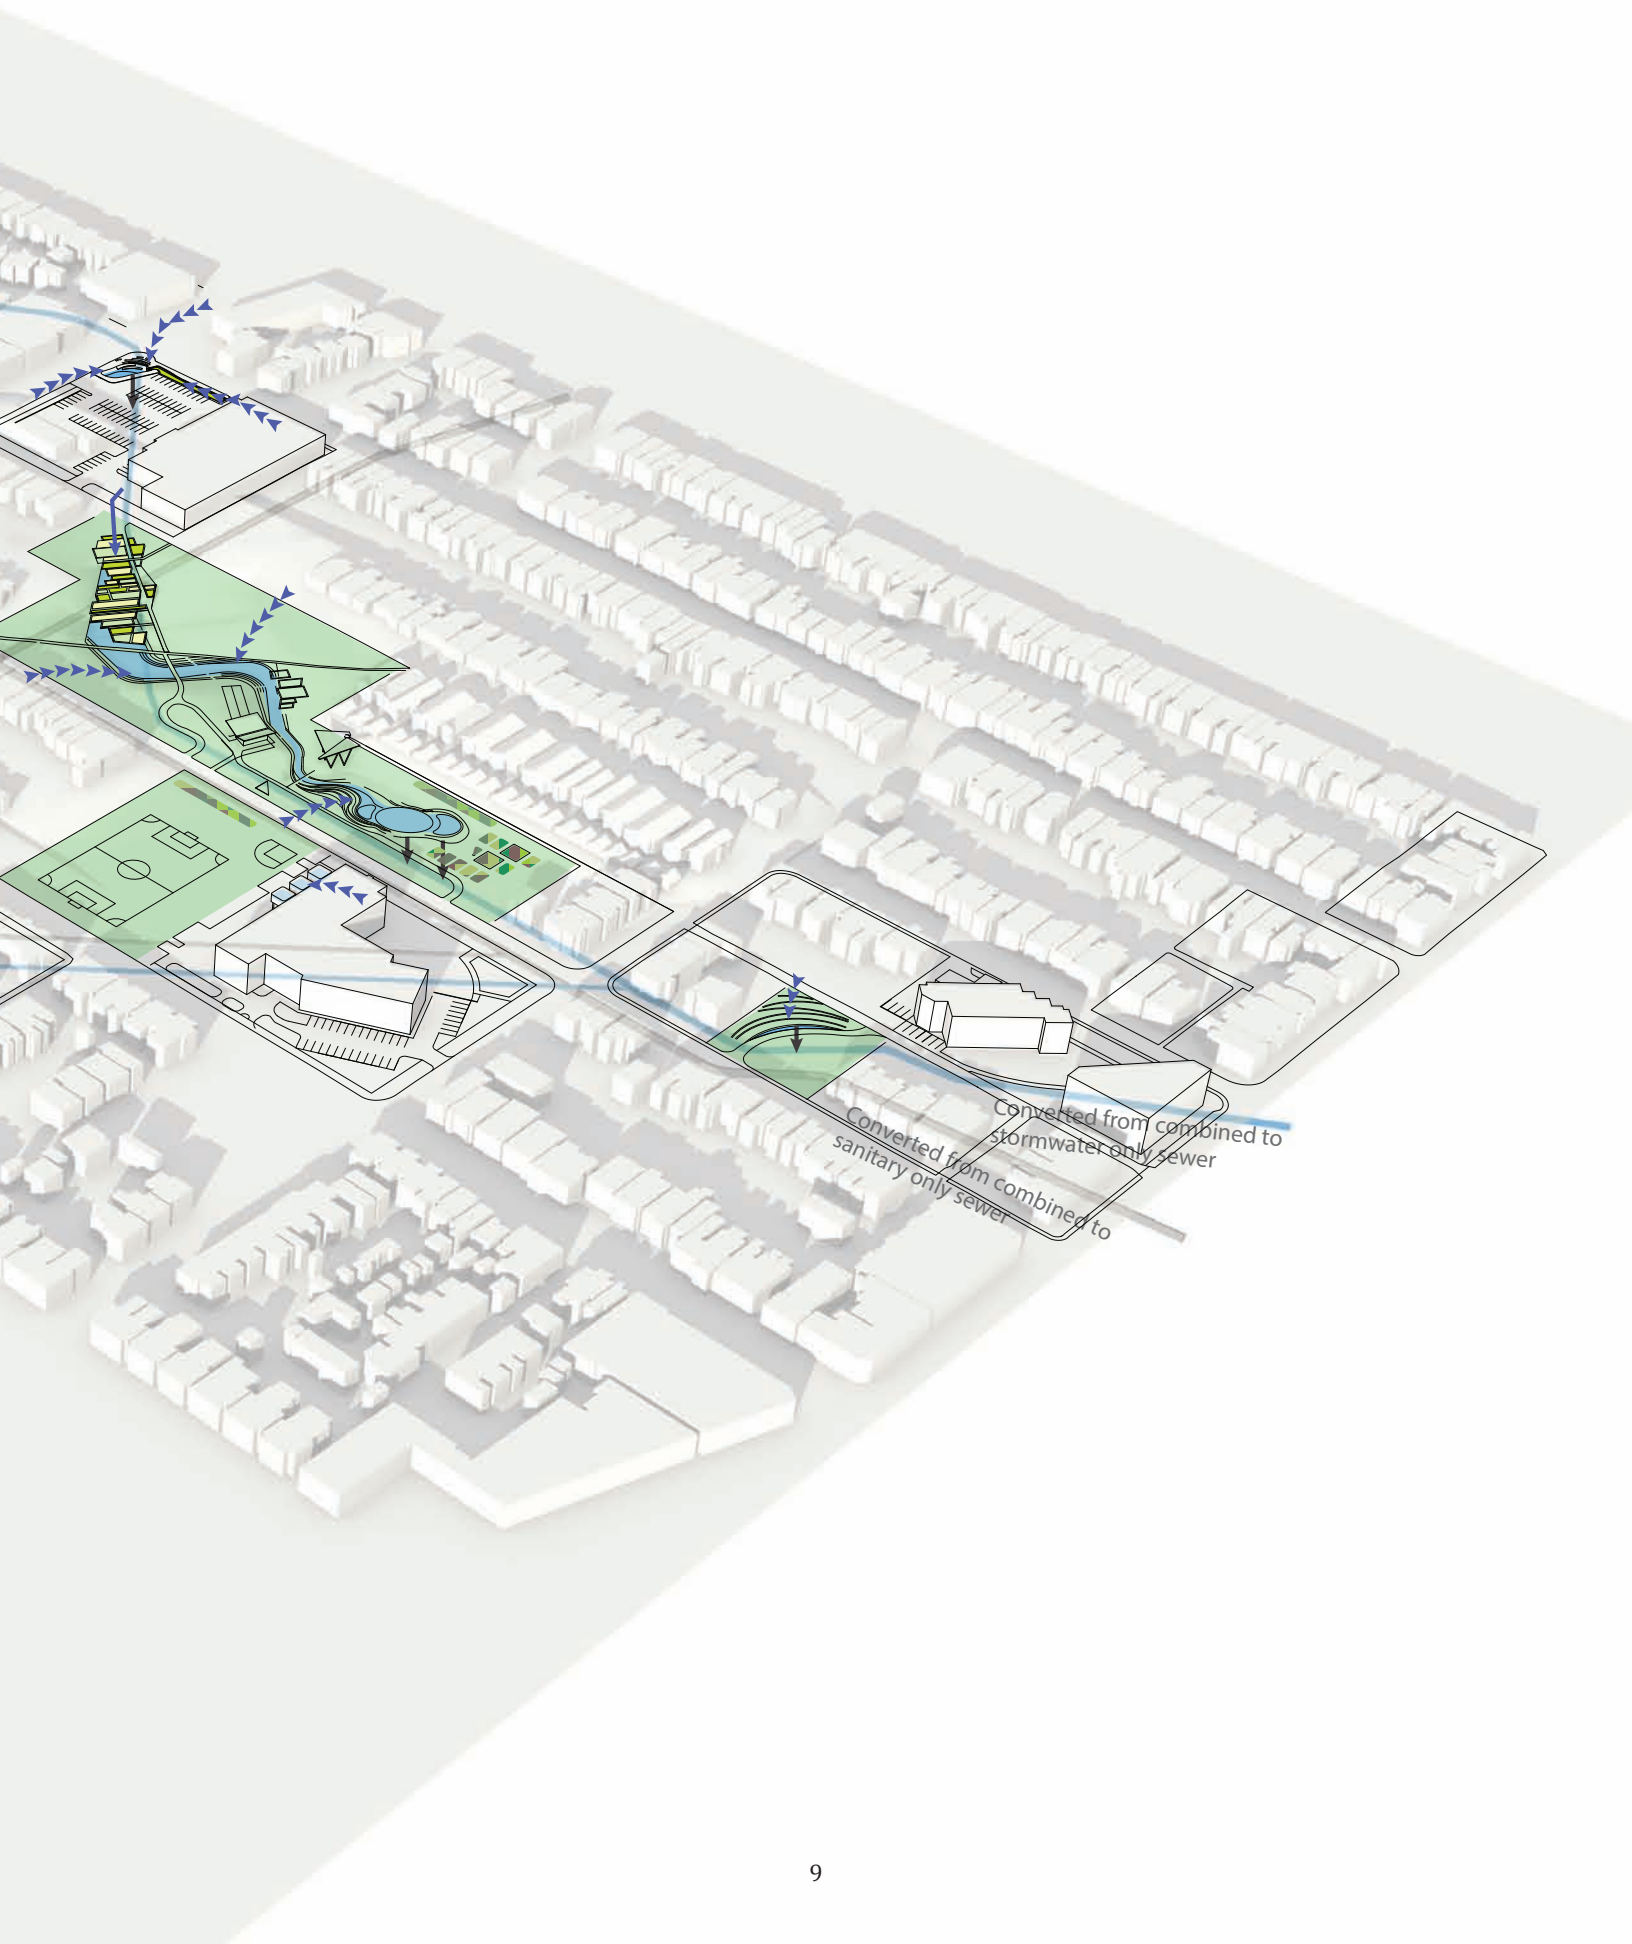 Converted from combined to
stormwater only sewer
Converted from combined to
sanitary only sewer
9